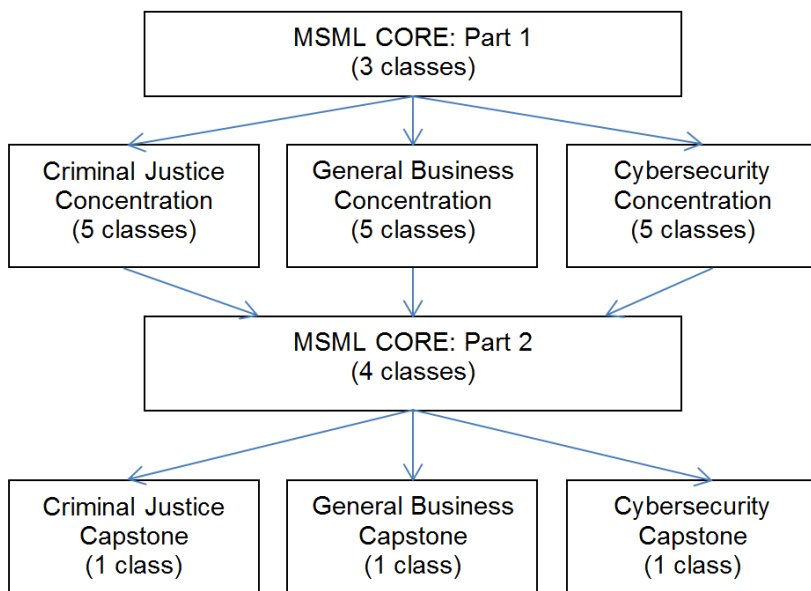 MSML CORE: Part 1
(3 classes)
Criminal Justice
Concentration
(5 classes)
General Business
Concentration
(5 classes)
Cybersecurity
Concentration
(5 classes)
MSML CORE: Part 2
(4 classes)
Criminal Justice
Capstone
(1 class)
General Business
Capstone
(1 class)
Cybersecurity
Capstone
(1 class)